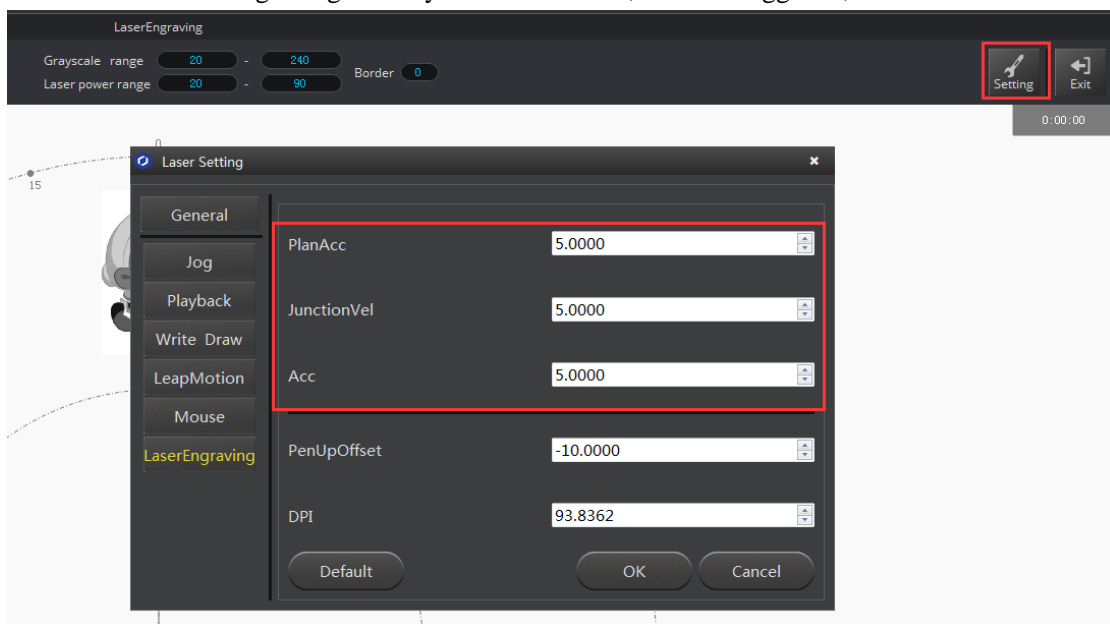 LaserEngraving
Grayscale range 20 - 240
Border 0
Laser power range 20 - 90
Setting
Exit
0:00:00
0
15
Laser Setting
General
Jog
Playback
Write Draw
LeapMotion
Mouse
LaserEngraving
PlanAcc 5.0000
JunctionVel 5.0000
Acc 5.0000
PenUpOffset -10.0000
DPI 93.8362
Default
OK
Cancel